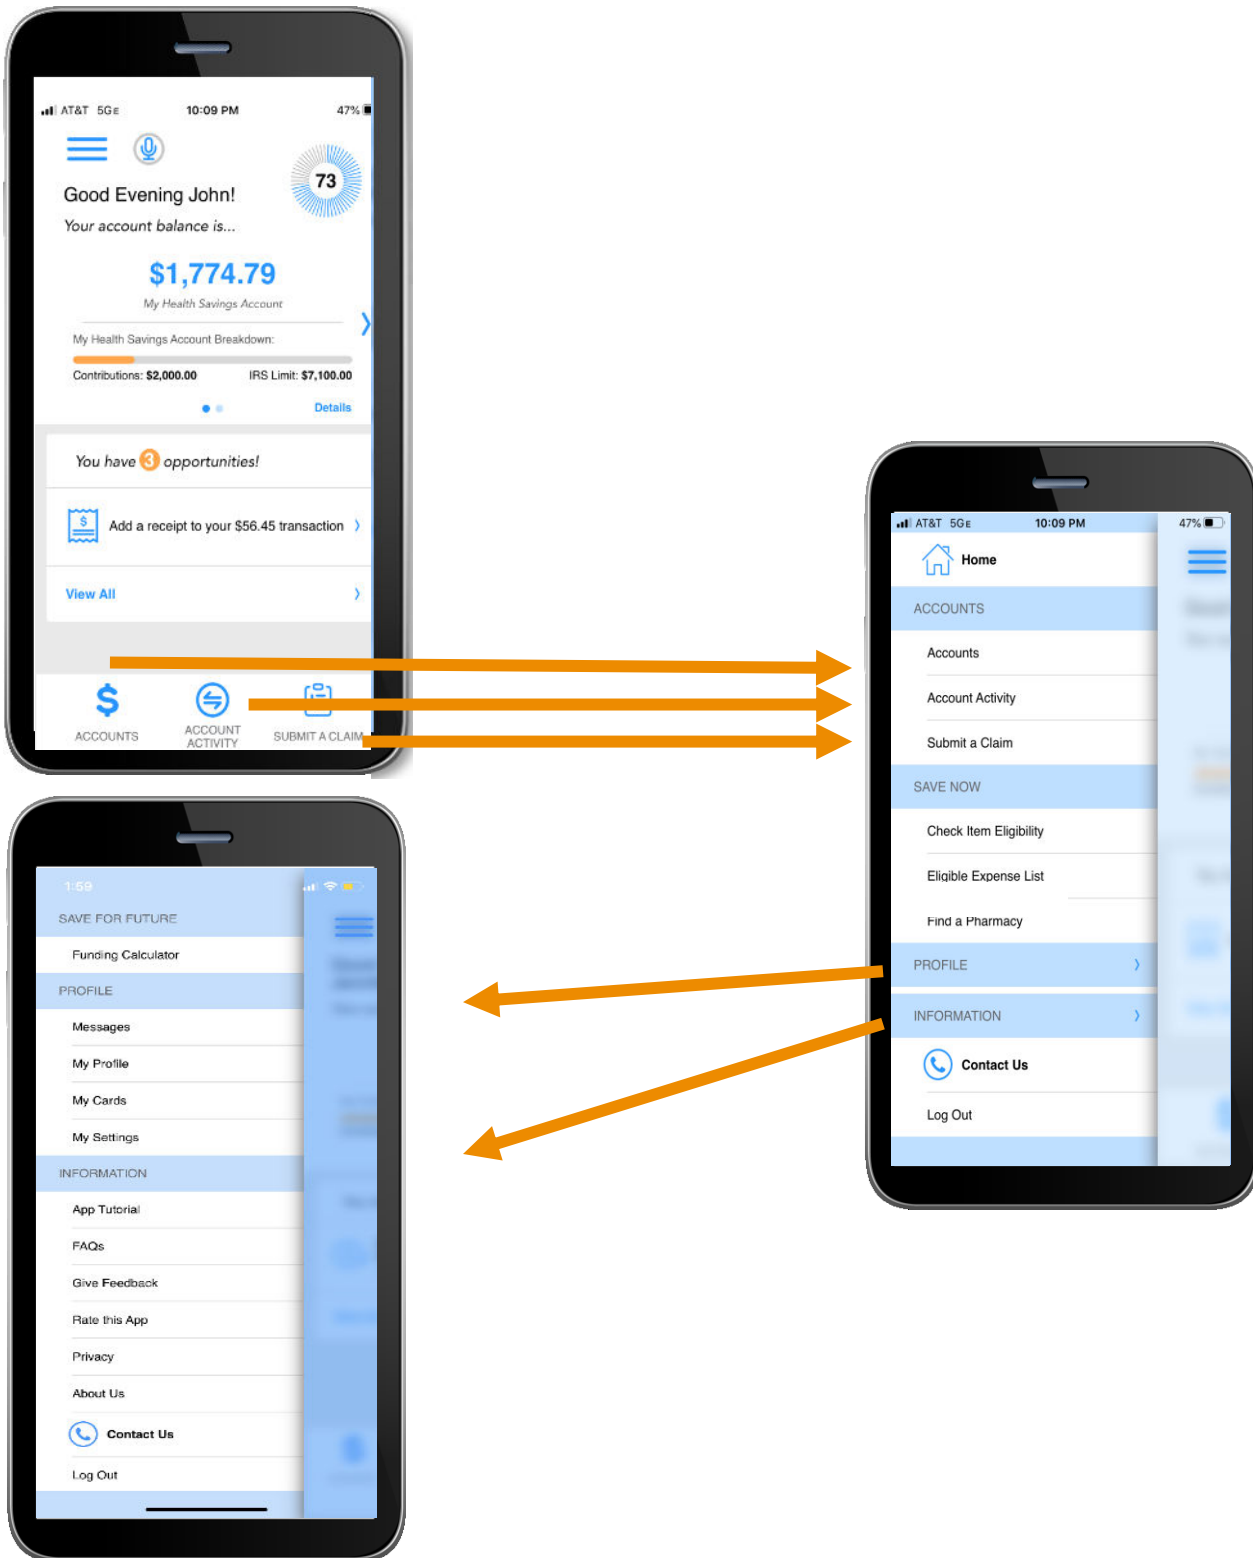 AT&T 5GE 10:09 PM 47%
73
Good Evening John!
Your account balance is...
$1,774.79
My Health Savings Account
My Health Savings Account Breakdown:
Contributions: $2,000.00 IRS Limit: $7,100.00
Details
You have 3 opportunities!
$
Add a receipt to your $56.45 transaction
View All
$
ACCOUNTS
ACCOUNT
ACTIVITY
SUBMIT A CLAIM
AT&T 5GE 10:09 PM 47%
Home
ACCOUNTS
Accounts
Account Activity
Submit a Claim
SAVE NOW
Check Item Eligibility
Eligible Expense List
Find a Pharmacy
PROFILE
INFORMATION
Contact Us
Log Out
1:59
SAVE FOR FUTURE
Funding Calculator
PROFILE
Messages
My Profile
My Cards
My Settings
INFORMATION
App Tutorial
FAQs
Give Feedback
Rate this App
Privacy
About Us
Contact Us
Log Out